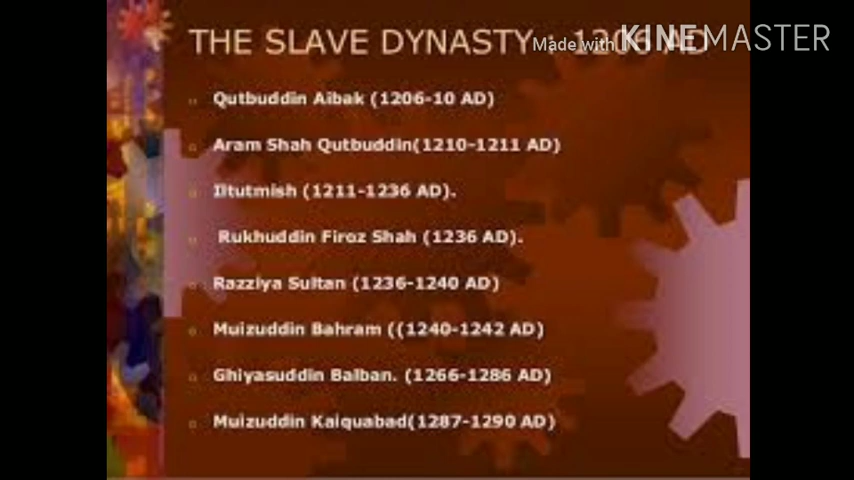 THE SLAVE DYNASTY : 1206 AD
Made with KINEMASTER
Qutbuddin Aibak (1206-10 AD)
Aram Shah Qutbuddin(1210-1211 AD)
Iltutmish (1211-1236 AD).
Rukhuddin Firoz Shah (1236 AD).
Razziya Sultan (1236-1240 AD)
Muizuddin Bahram ((1240-1242 AD)
Ghiyasuddin Balban. (1266-1286 AD)
Muizuddin Kaiquabad(1287-1290 AD)